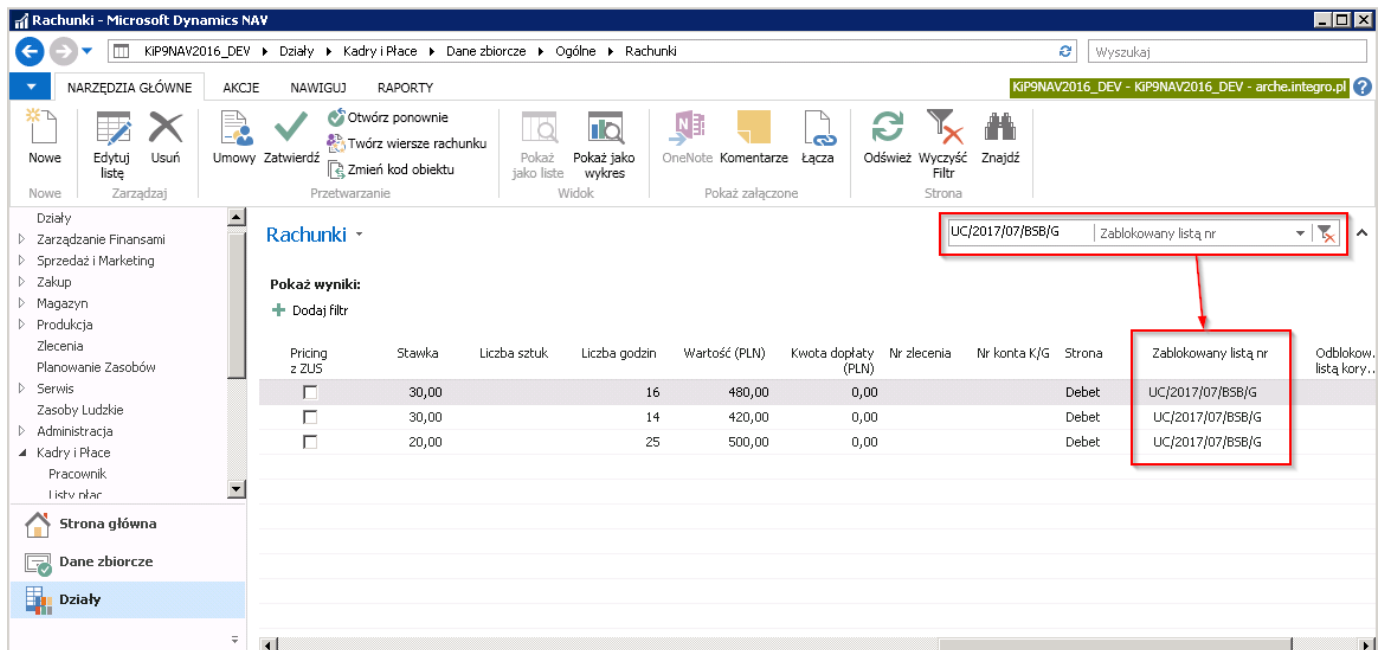 Rachunki - Microsoft Dynamics NAV
KiP9NAV2016_DEV Działy Kadry i Płace Dane zbiorcze Ogólne Rachunki
Wyszukaj
NARZĘDZIA GŁÓWNE AKCJE NAWIGUJ RAPORTY
KiP9NAV2016_DEV - KiP9NAV2016_DEV - arche.integro.pl
Nowe
Edytuj listę
Usuń
Umowy
Zatwierdź
Otwórz ponownie
Twórz wiersze rachunku
Zmień kod obiektu
Pokaż jako liste
Pokaż jako wykres
OneNote
Komentarze
Łącza
Odśwież
Wyczyść Filtr
Znajdź
Nowe Zarządzaj Przetwarzanie Widok Pokaż załączone Strona
Działy
Zarządzanie Finansami
Sprzedaż i Marketing
Zakup
Magazyn
Produkcja
Zlecenia
Planowanie Zasobów
Serwis
Zasoby Ludzkie
Administracja
Kadry i Płace
Pracownik
Listy płac
Strona główna
Dane zbiorcze
Działy
Rachunki
UC/2017/07/BSB/G Zablokowany listą nr
Pokaż wyniki:
Dodaj filtr
Pricing z ZUS Stawka Liczba sztuk Liczba godzin Wartość (PLN) Kwota dopłaty (PLN) Nr zlecenia Nr konta K/G Strona Zablokowany listą nr Odblokow. listą kory..
30,00 16 480,00 0,00 Debet UC/2017/07/BSB/G
30,00 14 420,00 0,00 Debet UC/2017/07/BSB/G
20,00 25 500,00 0,00 Debet UC/2017/07/BSB/G